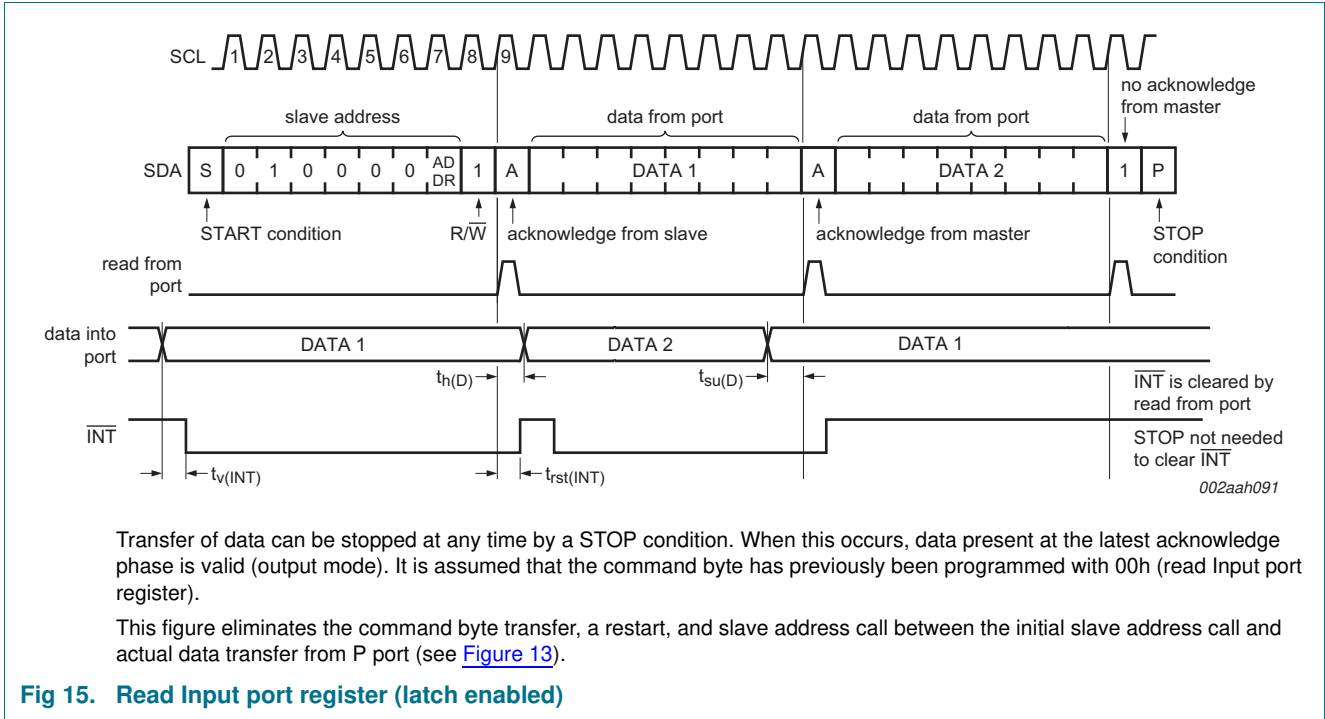 SCL 1 2 3 4 5 6 7 8 9
no acknowledge
from master
slave address data from port data from port
SDA S 0 1 0 0 0 0 AD DR 1 A DATA 1 A DATA 2 1 P
START condition R/W̅ acknowledge from slave acknowledge from master STOP
condition
read from
port
data into
port
DATA 1 DATA 2 DATA 1
th(D) tsu(D)
I̅N̅T̅ is cleared by
read from port
I̅N̅T̅
STOP not needed
to clear I̅N̅T̅
tv(INT) trst(INT)
002aah091
Transfer of data can be stopped at any time by a STOP condition. When this occurs, data present at the latest acknowledge
phase is valid (output mode). It is assumed that the command byte has previously been programmed with 00h (read Input port
register).
This figure eliminates the command byte transfer, a restart, and slave address call between the initial slave address call and
actual data transfer from P port (see Figure 13).
Fig 15. Read Input port register (latch enabled)